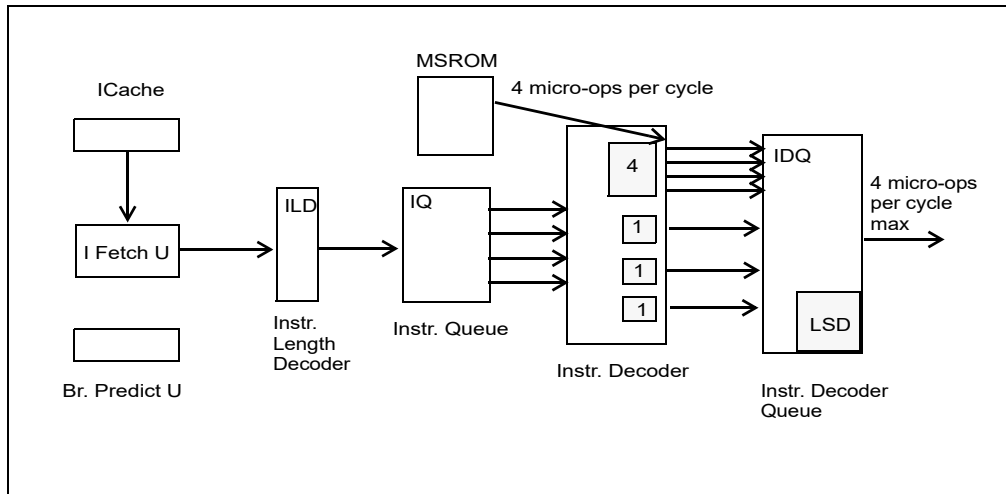 MSROM
4 micro-ops per cycle
ICache
IDQ
4
4 micro-ops
per cycle
max
ILD
IQ
I Fetch U
1
1
1
LSD
Instr.
Length
Decoder
Instr. Queue
Instr. Decoder
Br. Predict U
Instr. Decoder
Queue